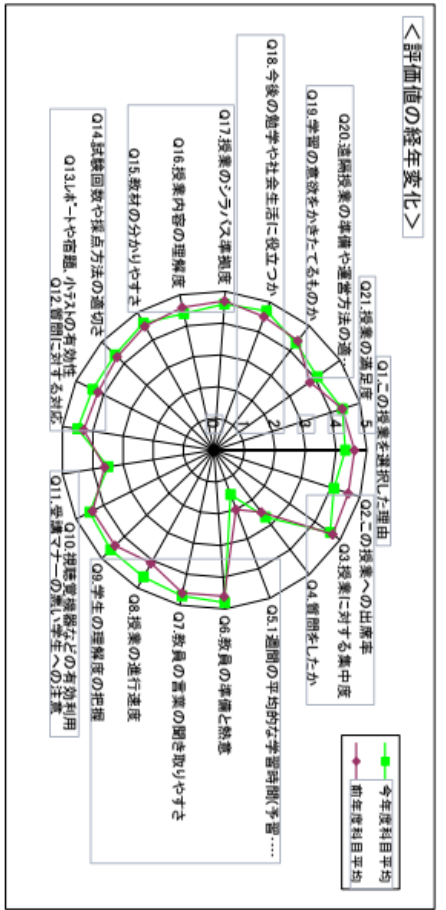 <評価値の経年変化>
今年度科目平均
前年度科目平均
Q1.この授業を選択した理由
Q2.この授業への出席率
Q3.授業に対する集中度
Q4.質問をしたか
Q5.1週間の平均的な学習時間(予習……
Q6.教員の準備と熱意
Q7.教員の言葉の聞き取りやすさ
Q8.授業の進行速度
Q9.学生の理解度の把握
Q10.視聴覚機器などの有効利用
Q11.受講マナーの悪い学生への注意
Q12.質問に対する対応
Q13.レポートや宿題、小テストの有効性
Q14.試験回数や採点方法の適切さ
Q15.教材の分かりやすさ
Q16.授業内容の理解度
Q17.授業のシラバス準拠度
Q18.今後の勉学や社会生活に役立つか
Q19.学習の意欲をかきたてるものか
Q20.遠隔授業の準備や運営方法の適…
Q21.授業の満足度
0
1
2
3
4
5